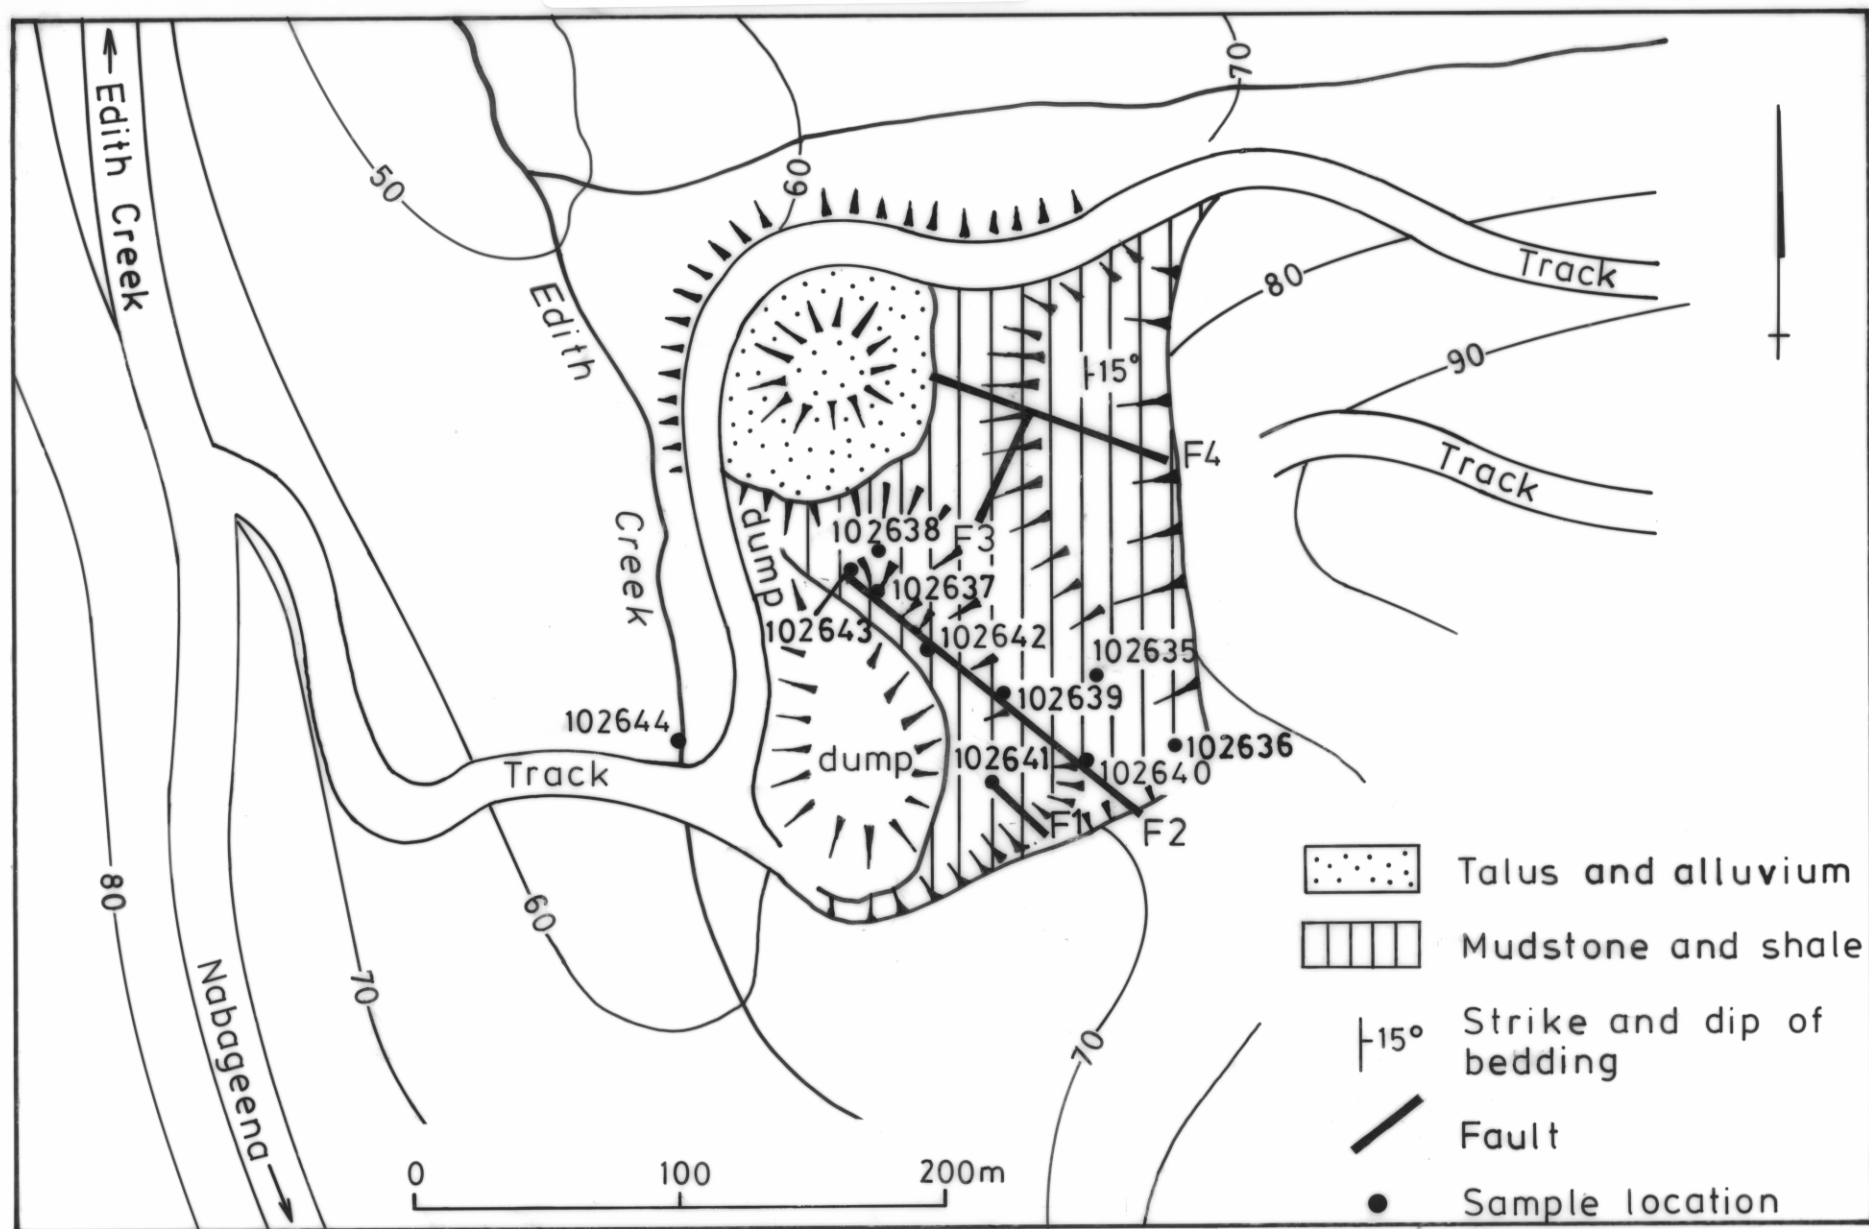 70
Edith Creek
50
60
Track
80
Edith
15°
90
F4
Track
Creek
dump
102638
F3
102637
102643
102642
102635
102639
102644
102636
dump
102641
Track
102640
F1
F2
Talus and alluvium
80
60
Mudstone and shale
70
Nabageena
15°
Strike and dip of
bedding
70
Fault
0 100 200m
Sample location